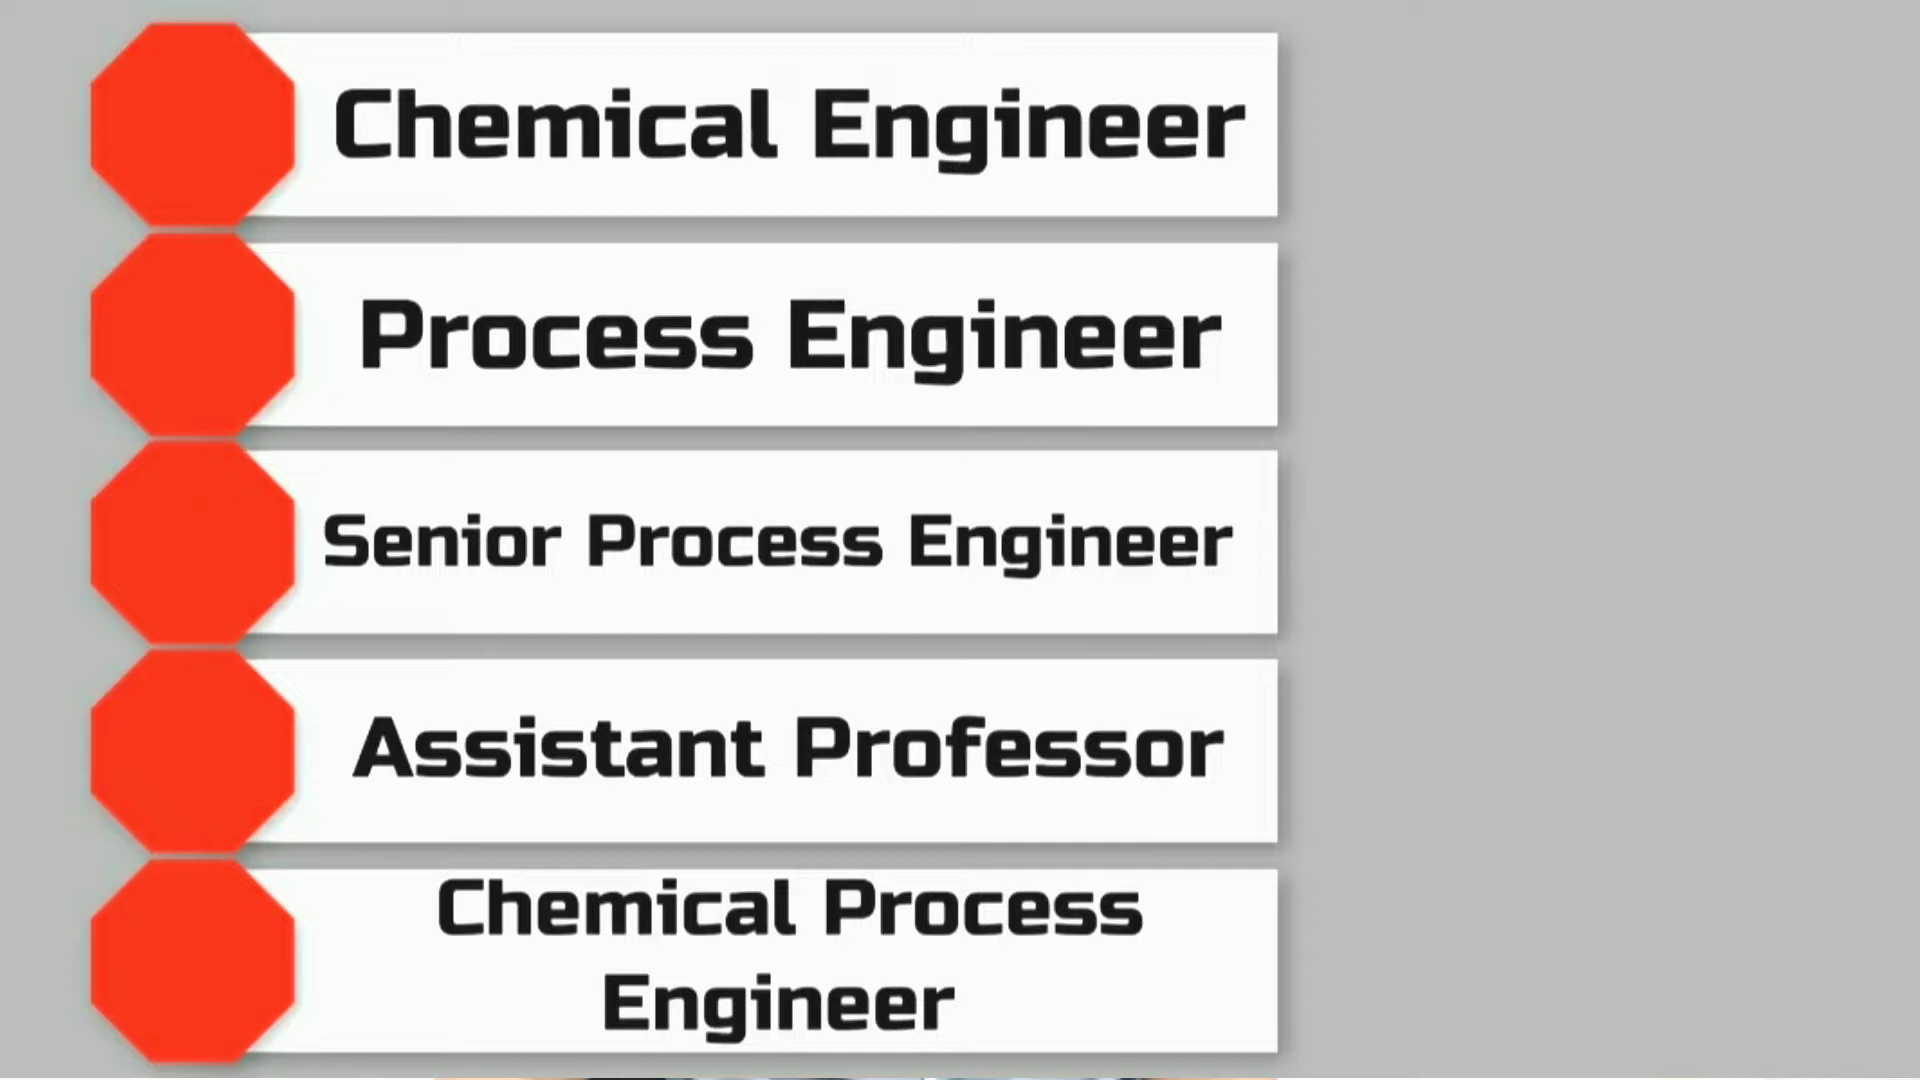 Chemical Engineer
Process Engineer
Senior Process Engineer
Assistant Professor
Chemical Process
Engineer